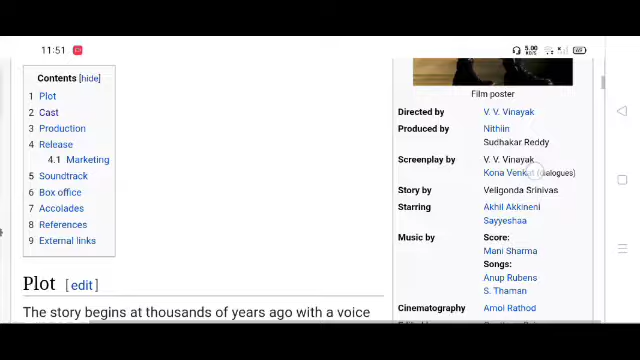 11:51
5.00
KB/S
Contents [hide]
1 Plot
2 Cast
3 Production
4 Release
4.1 Marketing
5 Soundtrack
6 Box office
7 Accolades
8 References
9 External links
Plot [edit]
The story begins at thousands of years ago with a voice
Film poster
Directed by V. V. Vinayak
Produced by Nithiin
Sudhakar Reddy
Screenplay by V. V. Vinayak
Kona Venkat (dialogues)
Story by Veligonda Srinivas
Starring Akhil Akkineni
Sayyeshaa
Music by Score:
Mani Sharma
Songs:
Anup Rubens
S. Thaman
Cinematography Amol Rathod